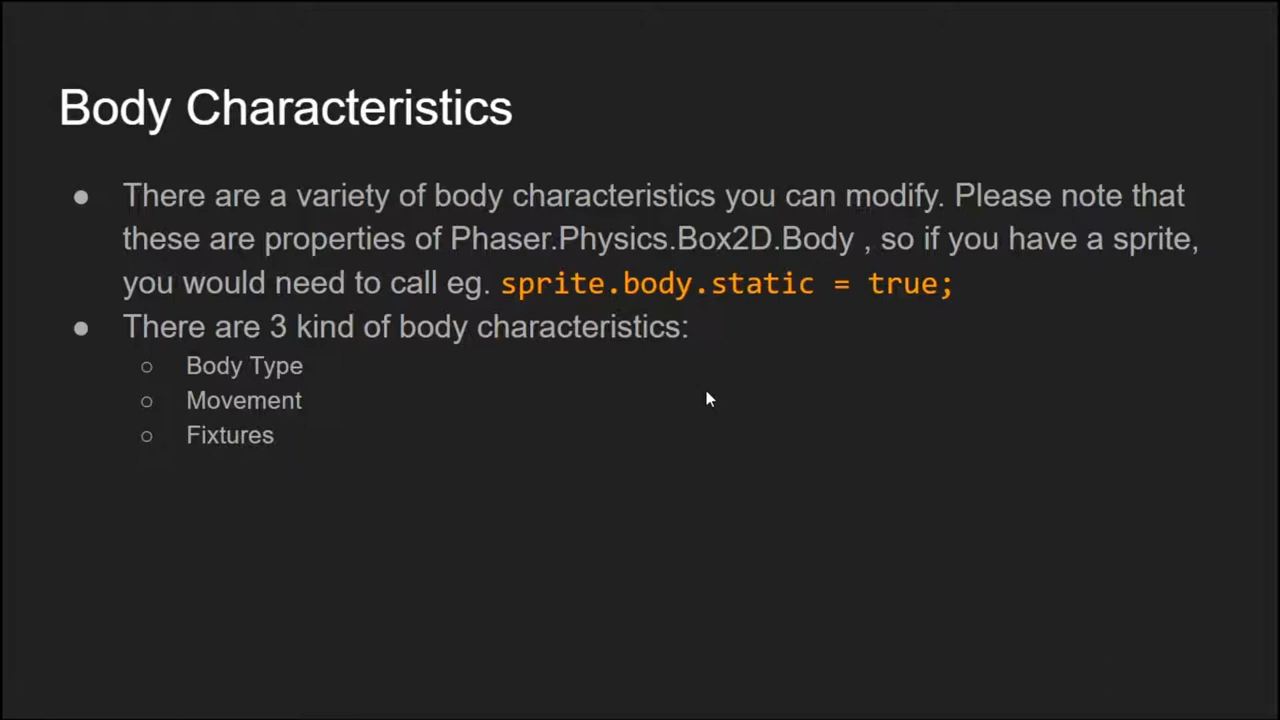 Body Characteristics
● There are a variety of body characteristics you can modify. Please note that
these are properties of Phaser.Physics.Box2D.Body , so if you have a sprite,
you would need to call eg. sprite.body.static = true;
● There are 3 kind of body characteristics:
○ Body Type
○ Movement
○ Fixtures